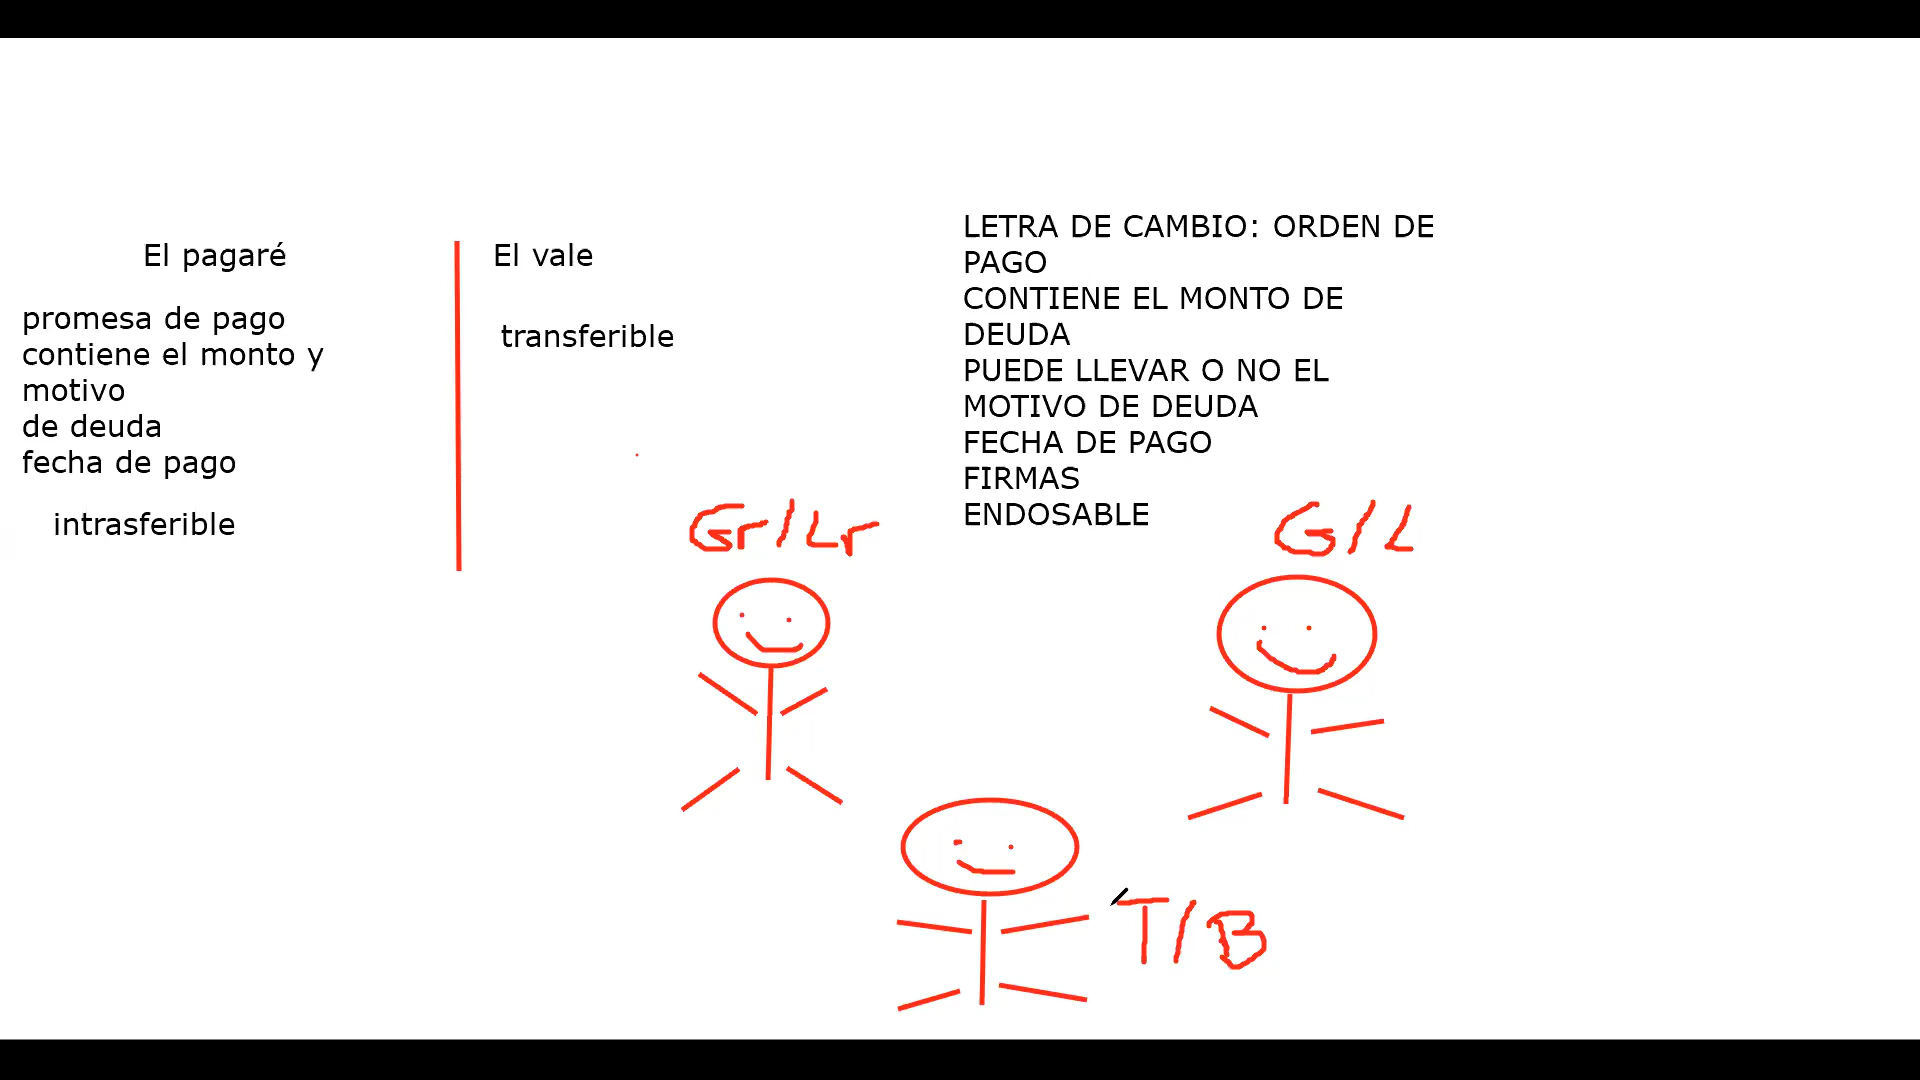 El pagaré
promesa de pago
contiene el monto y
motivo
de deuda
fecha de pago
intrasferible
El vale
transferible
LETRA DE CAMBIO: ORDEN DE
PAGO
CONTIENE EL MONTO DE
DEUDA
PUEDE LLEVAR O NO EL
MOTIVO DE DEUDA
FECHA DE PAGO
FIRMAS
ENDOSABLE
Gr/Lr
G/L
T/B